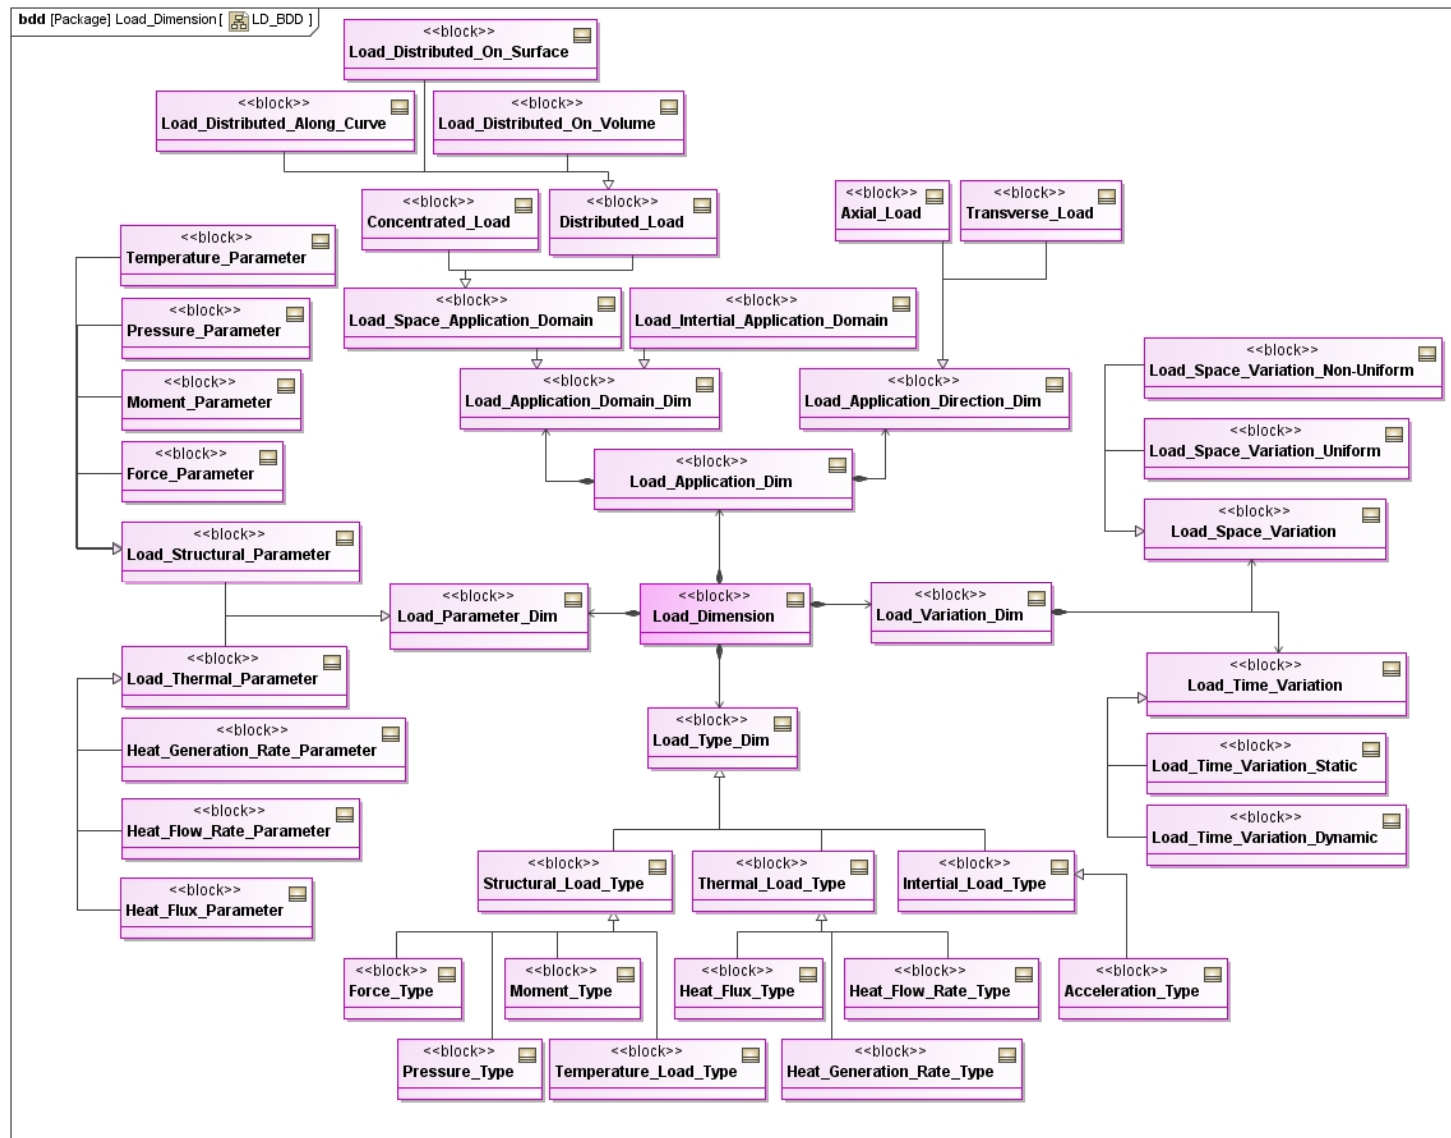 bdd [Package] Load_Dimension [ LD_BDD ]
<<block>>
Load_Distributed_On_Surface
<<block>>
Load_Distributed_Along_Curve
<<block>>
Load_Distributed_On_Volume
<<block>>
Concentrated_Load
<<block>>
Distributed_Load
<<block>>
Axial_Load
<<block>>
Transverse_Load
<<block>>
Temperature_Parameter
<<block>>
Pressure_Parameter
<<block>>
Moment_Parameter
<<block>>
Force_Parameter
<<block>>
Load_Structural_Parameter
<<block>>
Load_Space_Application_Domain
<<block>>
Load_Intertial_Application_Domain
<<block>>
Load_Application_Domain_Dim
<<block>>
Load_Application_Direction_Dim
<<block>>
Load_Application_Dim
<<block>>
Load_Space_Variation_Non-Uniform
<<block>>
Load_Space_Variation_Uniform
<<block>>
Load_Space_Variation
<<block>>
Load_Parameter_Dim
<<block>>
Load_Dimension
<<block>>
Load_Variation_Dim
<<block>>
Load_Thermal_Parameter
<<block>>
Heat_Generation_Rate_Parameter
<<block>>
Heat_Flow_Rate_Parameter
<<block>>
Heat_Flux_Parameter
<<block>>
Load_Type_Dim
<<block>>
Load_Time_Variation
<<block>>
Load_Time_Variation_Static
<<block>>
Load_Time_Variation_Dynamic
<<block>>
Structural_Load_Type
<<block>>
Thermal_Load_Type
<<block>>
Intertial_Load_Type
<<block>>
Force_Type
<<block>>
Moment_Type
<<block>>
Heat_Flux_Type
<<block>>
Heat_Flow_Rate_Type
<<block>>
Acceleration_Type
<<block>>
Pressure_Type
<<block>>
Temperature_Load_Type
<<block>>
Heat_Generation_Rate_Type